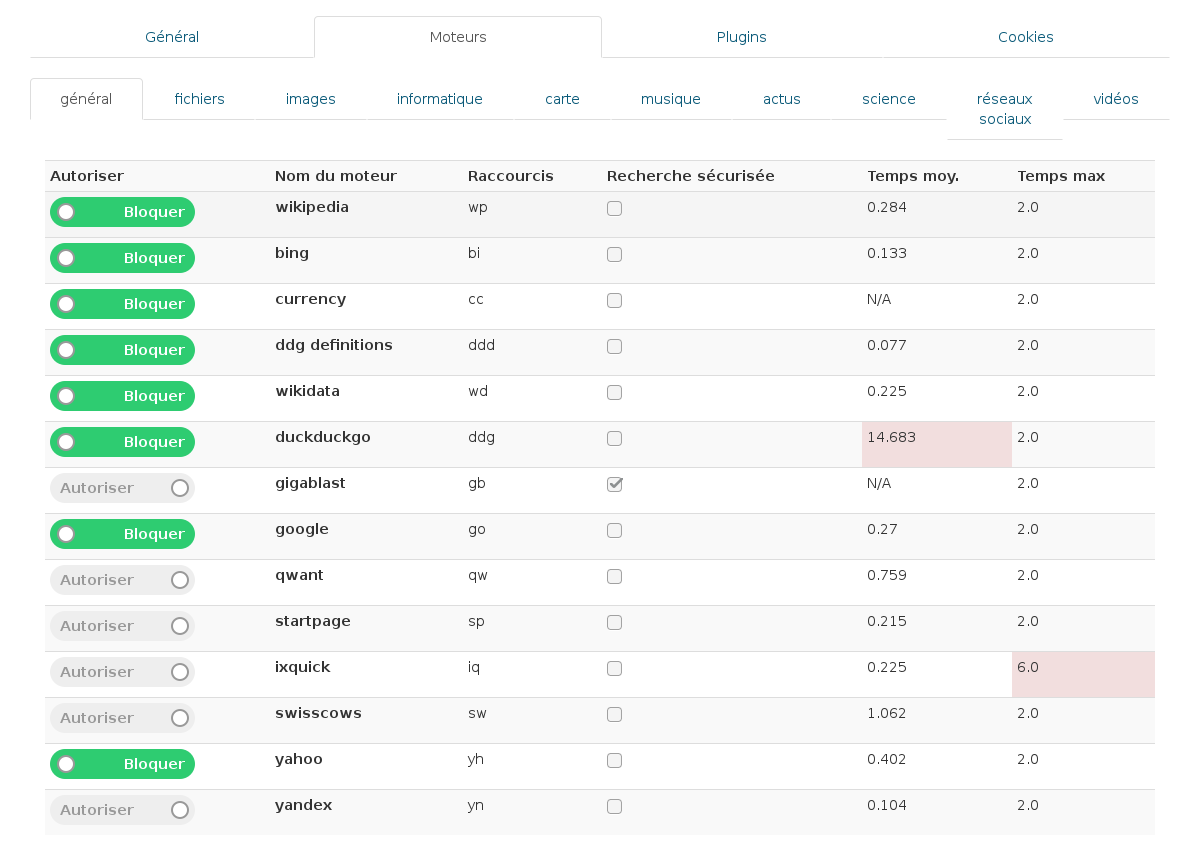 Général Moteurs Plugins Cookies
général fichiers images informatique carte musique actus science réseaux sociaux vidéos
Autoriser Nom du moteur Raccourcis Recherche sécurisée Temps moy. Temps max
Bloquer wikipedia wp 0.284 2.0
Bloquer bing bi 0.133 2.0
Bloquer currency cc N/A 2.0
Bloquer ddg definitions ddd 0.077 2.0
Bloquer wikidata wd 0.225 2.0
Bloquer duckduckgo ddg 14.683 2.0
Autoriser gigablast gb N/A 2.0
Bloquer google go 0.27 2.0
Autoriser qwant qw 0.759 2.0
Autoriser startpage sp 0.215 2.0
Autoriser ixquick iq 0.225 6.0
Autoriser swisscows sw 1.062 2.0
Bloquer yahoo yh 0.402 2.0
Autoriser yandex yn 0.104 2.0